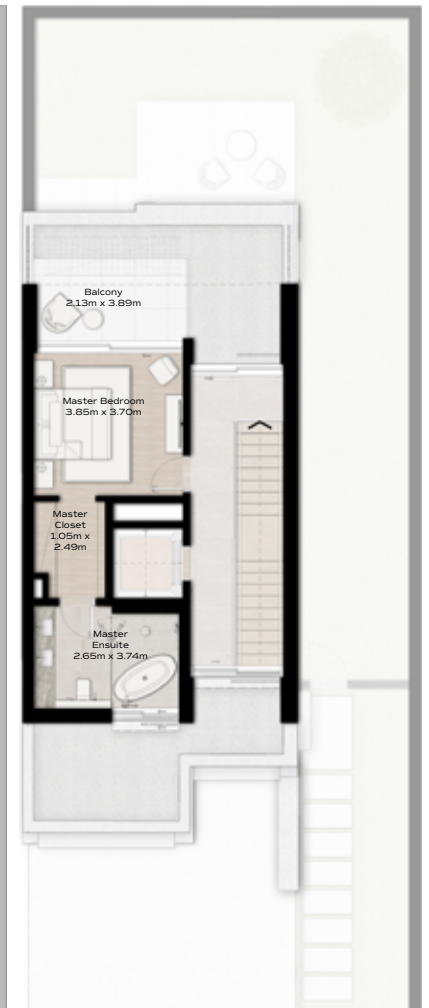 Balcony
2.13m x 3.89m
Master Bedroom
3.85m x 3.70m
Master
Closet
1.05m x
2.49m
Master
Ensuite
2.65m x 3.74m